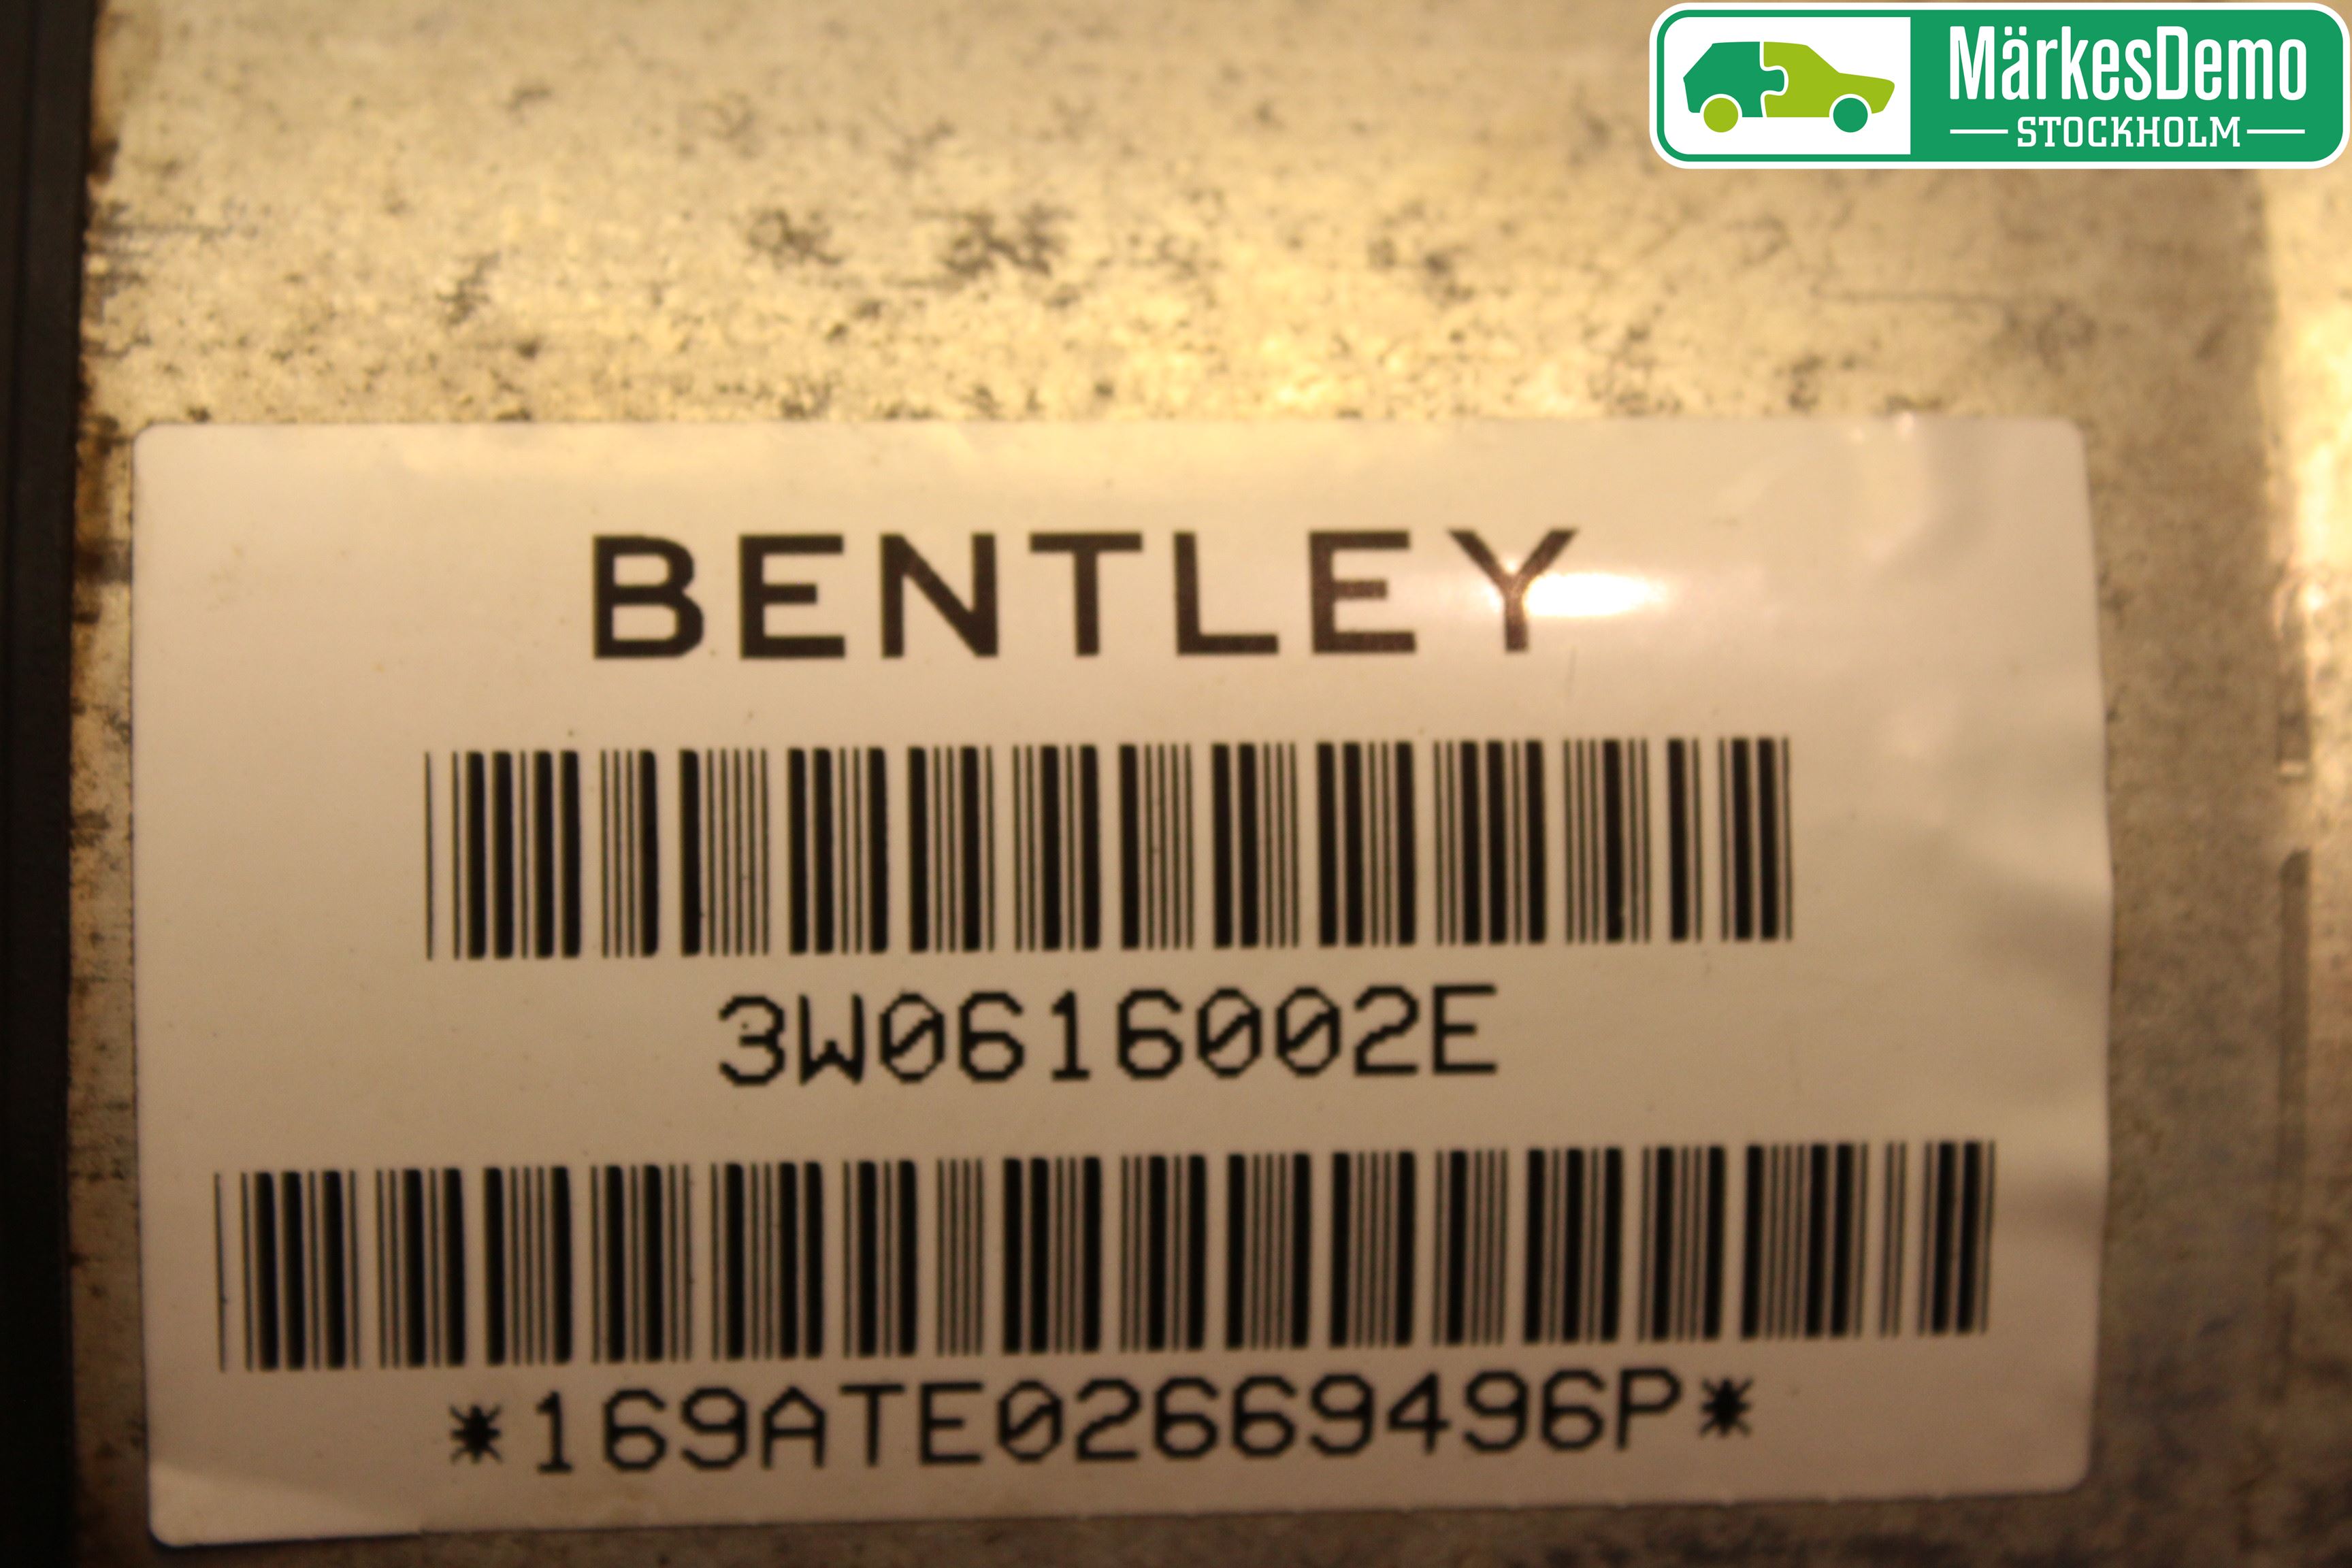 MärkesDemo
STOCKHOLM
BENTLEY
3W0616002E
*169ATE02669496P*